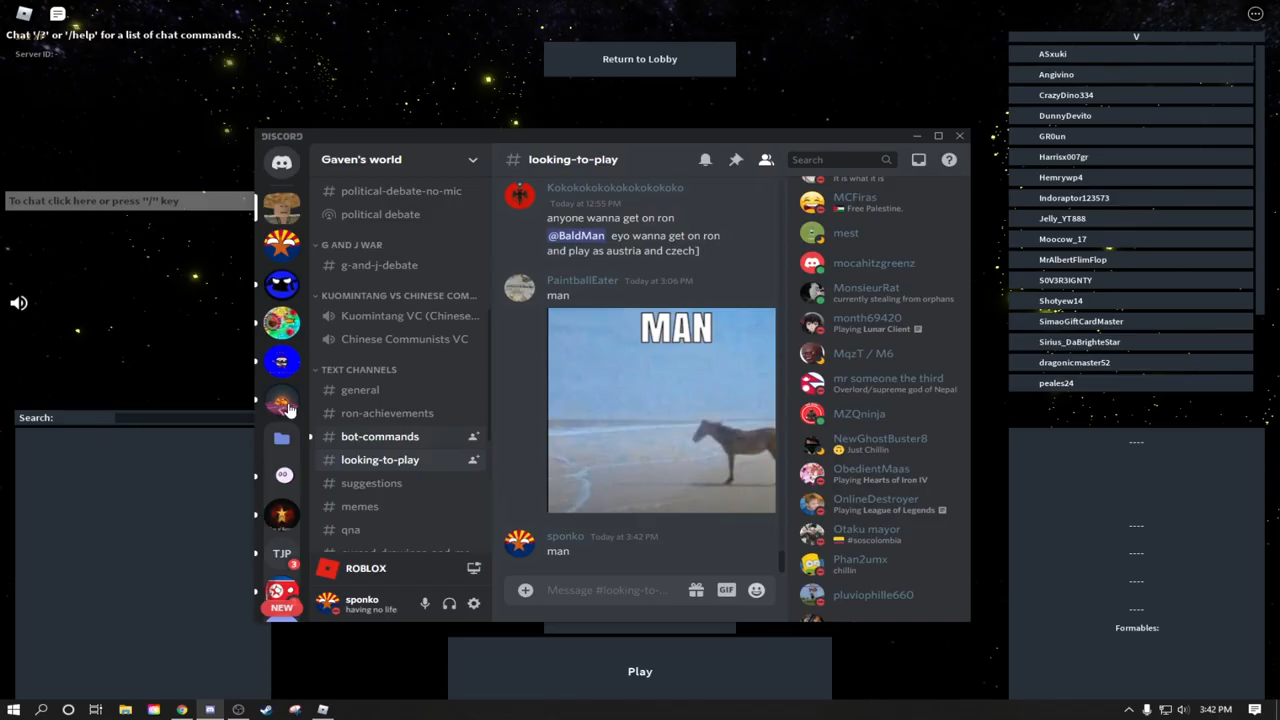 Chat '/?' or '/help' for a list of chat commands.
Server ID:
Return to Lobby
V
ASxuki
Angivino
CrazyDino334
DunnyDevito
GR0un
Harrisx007gr
Hemrywp4
Indoraptor123573
Jelly_YT888
Moocow_17
MrAlbertFlimFlop
S0V3R3IGNTY
Shotyew14
SimaoGiftCardMaster
Sirius_DaBrighteStar
dragonicmaster52
peales24
To chat click here or press "/" key
Search:
DISCORD
Gaven's world
political-debate-no-mic
political debate
G AND J WAR
g-and-j-debate
KUOMINTANG VS CHINESE COM...
Kuomintang VC (Chinese...
Chinese Communists VC
TEXT CHANNELS
general
ron-achievements
bot-commands
looking-to-play
suggestions
memes
qna
TJP
3
NEW
ROBLOX
sponko
having no life
# looking-to-play
Search
Kokokokokokokokokokoko
Today at 12:55 PM
anyone wanna get on ron
@BaldMan eyo wanna get on ron
and play as austria and czech]
PaintballEater Today at 3:06 PM
man
MAN
sponko Today at 3:42 PM
man
Message #looking-to-...
GIF
It is what it is
MCFiras
Free Palestine.
mest
mocahitzgreenz
MonsieurRat
currently stealing from orphans
month69420
Playing Lunar Client
MqzT / M6
mr someone the third
Overlord/supreme god of Nepal
MZQninja
NewGhostBuster8
Just Chillin
ObedientMaas
Playing Hearts of Iron IV
OnlineDestroyer
Playing League of Legends
Otaku mayor
#soscolombia
Phan2umx
chillin
pluviophille660
----
----
----
----
----
Formables:
Play
3:42 PM